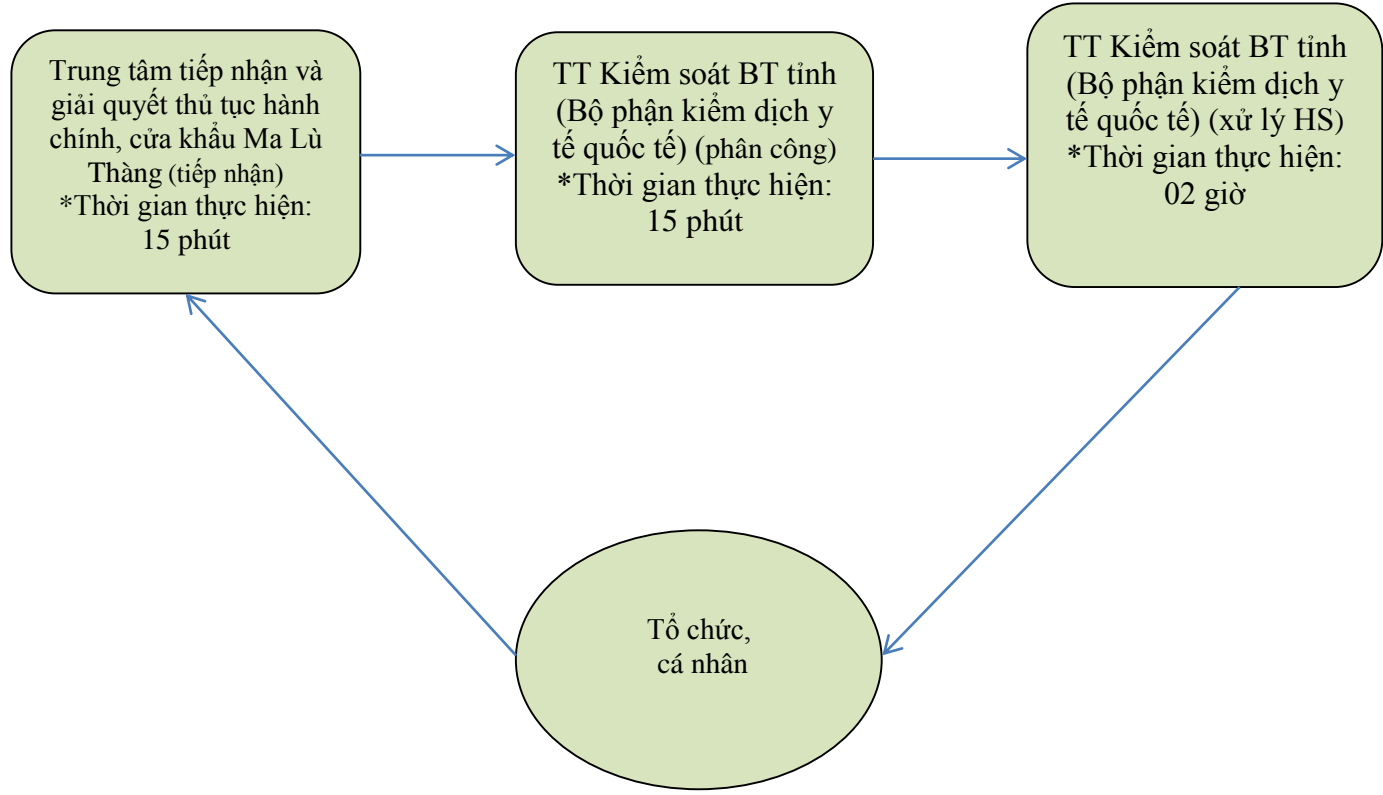 Trung tâm tiếp nhận và
giải quyết thủ tục hành
chính, cửa khẩu Ma Lù
Thàng (tiếp nhận)
*Thời gian thực hiện:
15 phút
TT Kiểm soát BT tỉnh
(Bộ phận kiểm dịch y
tế quốc tế) (phân công)
*Thời gian thực hiện:
15 phút
TT Kiểm soát BT tỉnh
(Bộ phận kiểm dịch y
tế quốc tế) (xử lý HS)
*Thời gian thực hiện:
02 giờ
Tổ chức,
cá nhân